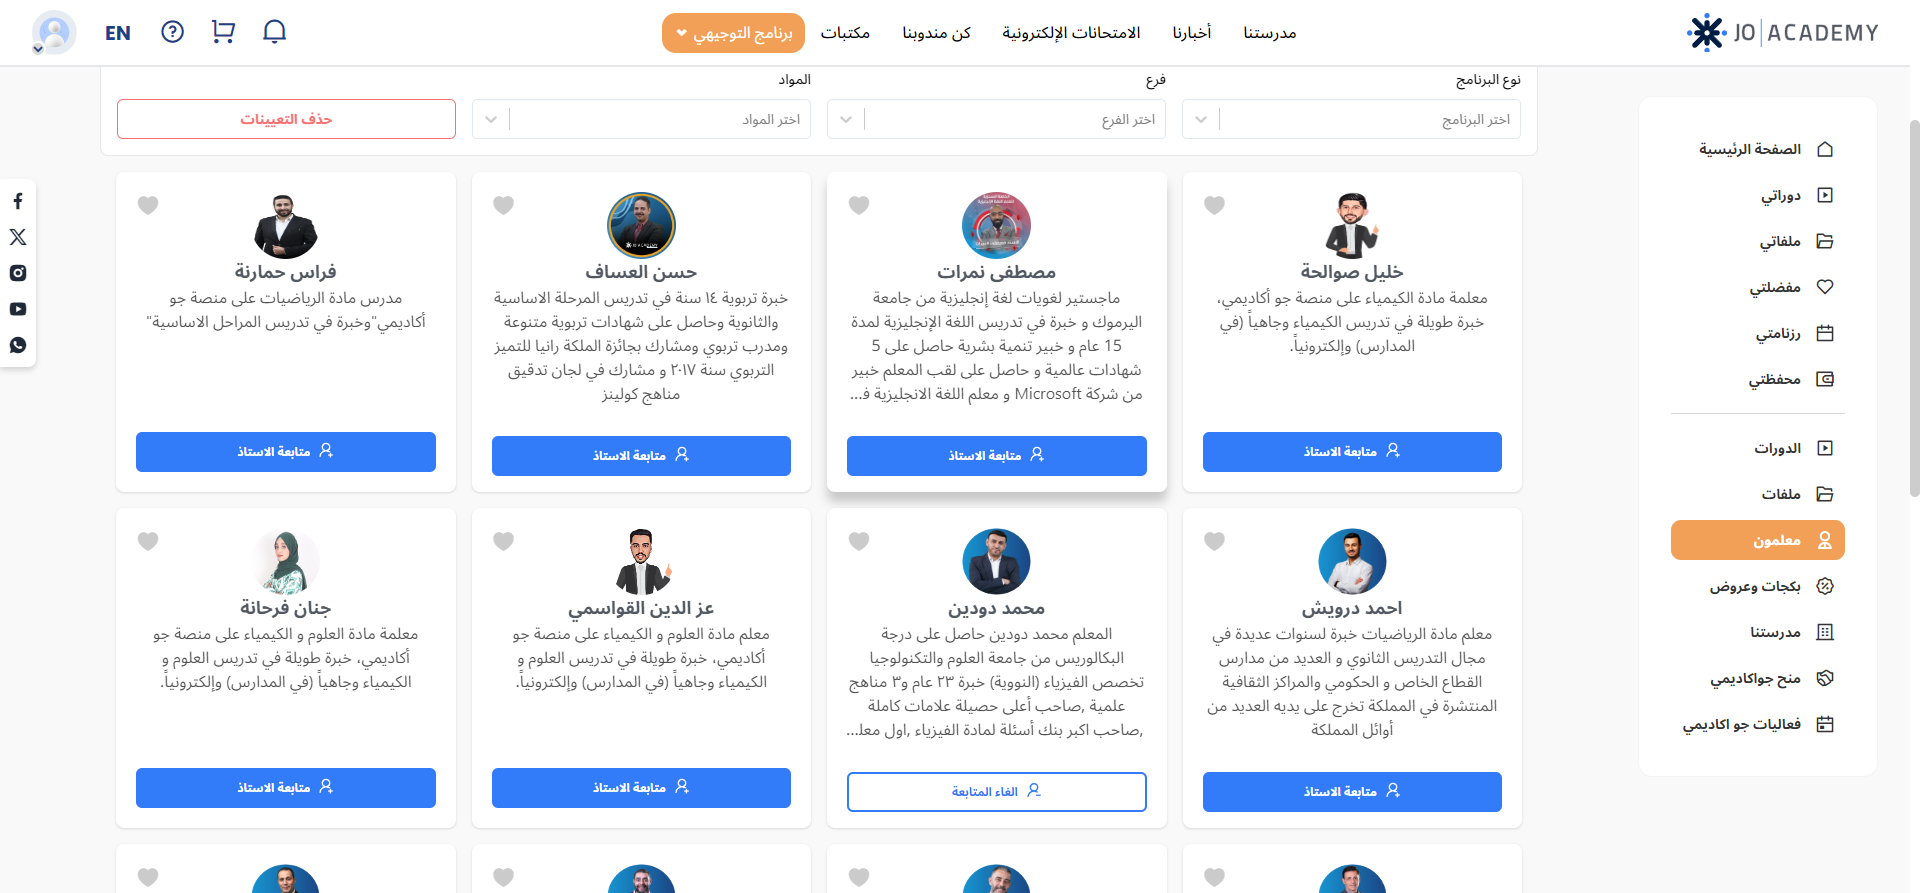 JO ACADEMY
مدرستنا
أخبارنا
الامتحانات الإلكترونية
كن مندوبنا
مكتبات
برنامج التوجيهي
EN
الصفحة الرئيسية
دوراتي
ملفاتي
مفضلتي
رزنامتي
محفظتي
الدورات
ملفات
معلمون
بكجات وعروض
مدرستنا
منح جواكاديمي
فعاليات جو اكاديمي
نوع البرنامج
فرع
المواد
اختر البرنامج
اختر الفرع
اختر المواد
حذف التعيينات
خليل صوالحة
معلمة مادة الكيمياء على منصة جو أكاديمي،
خبرة طويلة في تدريس الكيمياء وجاهياً (في
المدارس) وإلكترونياً.
متابعة الاستاذ
مصطفى نمرات
ماجستير لغويات لغة إنجليزية من جامعة
اليرموك و خبرة في تدريس اللغة الإنجليزية لمدة
15 عام و خبير تنمية بشرية حاصل على 5
شهادات عالمية و حاصل على لقب المعلم خبير
من شركة Microsoft و معلم اللغة الانجليزية ف...
متابعة الاستاذ
حسن العساف
خبرة تربوية ١٤ سنة في تدريس المرحلة الاساسية
والثانوية وحاصل على شهادات تربوية متنوعة
ومدرب تربوي ومشارك بجائزة الملكة رانيا للتميز
التربوي سنة ٢٠١٧ و مشارك في لجان تدقيق
مناهج كولينز
متابعة الاستاذ
فراس حمارنة
مدرس مادة الرياضيات على منصة جو
أكاديمي"وخبرة في تدريس المراحل الاساسية"
متابعة الاستاذ
احمد درويش
معلم مادة الرياضيات خبرة لسنوات عديدة في
مجال التدريس الثانوي و العديد من مدارس
القطاع الخاص و الحكومي والمراكز الثقافية
المنتشرة في المملكة تخرج على يديه العديد من
أوائل المملكة
متابعة الاستاذ
محمد دودين
المعلم محمد دودين حاصل على درجة
البكالوريس من جامعة العلوم والتكنولوجيا
تخصص الفيزياء (النووية) خبرة ٢٣ عام و٣ مناهج
علمية ,صاحب أعلى حصيلة علامات كاملة
,صاحب اكبر بنك أسئلة لمادة الفيزياء ,اول معل...
الغاء المتابعة
عز الدين القواسمي
معلم مادة العلوم و الكيمياء على منصة جو
أكاديمي، خبرة طويلة في تدريس العلوم و
الكيمياء وجاهياً (في المدارس) وإلكترونياً.
متابعة الاستاذ
جنان فرحانة
معلمة مادة العلوم و الكيمياء على منصة جو
أكاديمي، خبرة طويلة في تدريس العلوم و
الكيمياء وجاهياً (في المدارس) وإلكترونياً.
متابعة الاستاذ